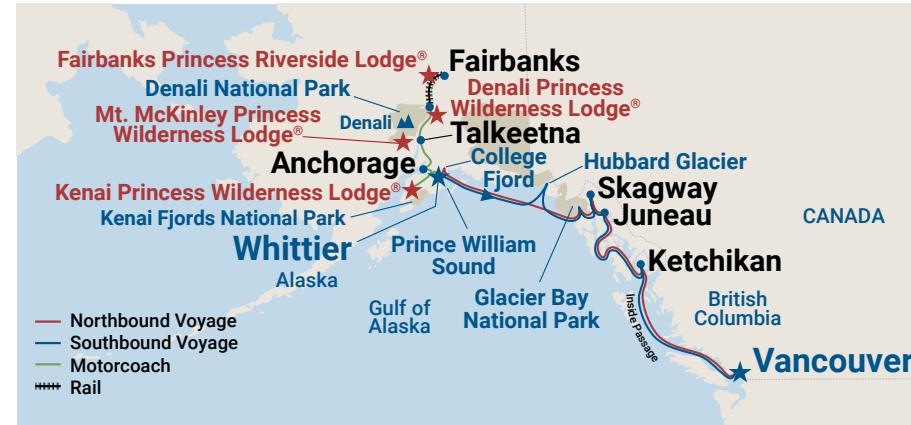 Fairbanks Princess Riverside Lodge®
Fairbanks
Denali National Park
Denali Princess
Wilderness Lodge®
Mt. McKinley Princess
Wilderness Lodge®
Denali
Talkeetna
Anchorage
College
Fjord
Hubbard Glacier
Kenai Princess Wilderness Lodge®
Skagway
Kenai Fjords National Park
Juneau
CANADA
Whittier
Prince William
Sound
Alaska
Ketchikan
Glacier Bay
National Park
Gulf of
Alaska
British
Columbia
Inside Passage
Northbound Voyage
Southbound Voyage
Motorcoach
Rail
Vancouver